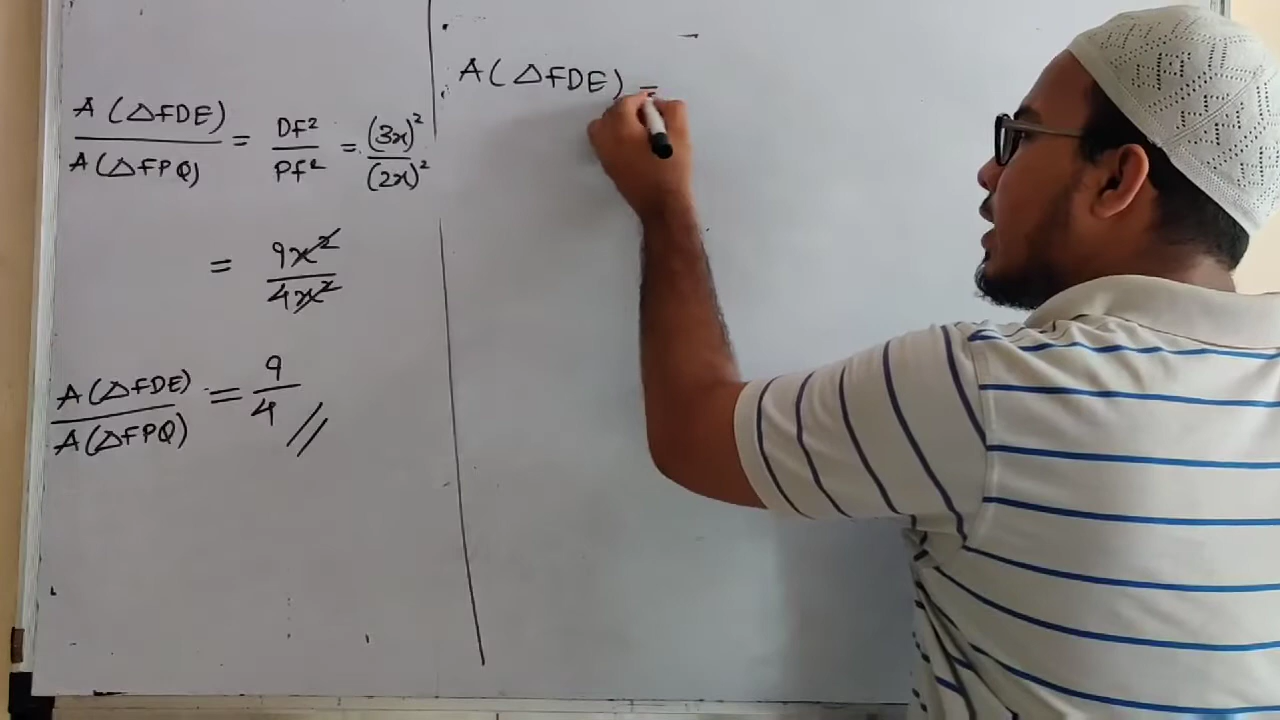 A(△FDE) / A(△FPQ) = DF² / PF² = (3x)² / (2x)²
= 9x² / 4x²
A(△FDE) / A(△FPQ) = 9 / 4 //
A(△FDE) =